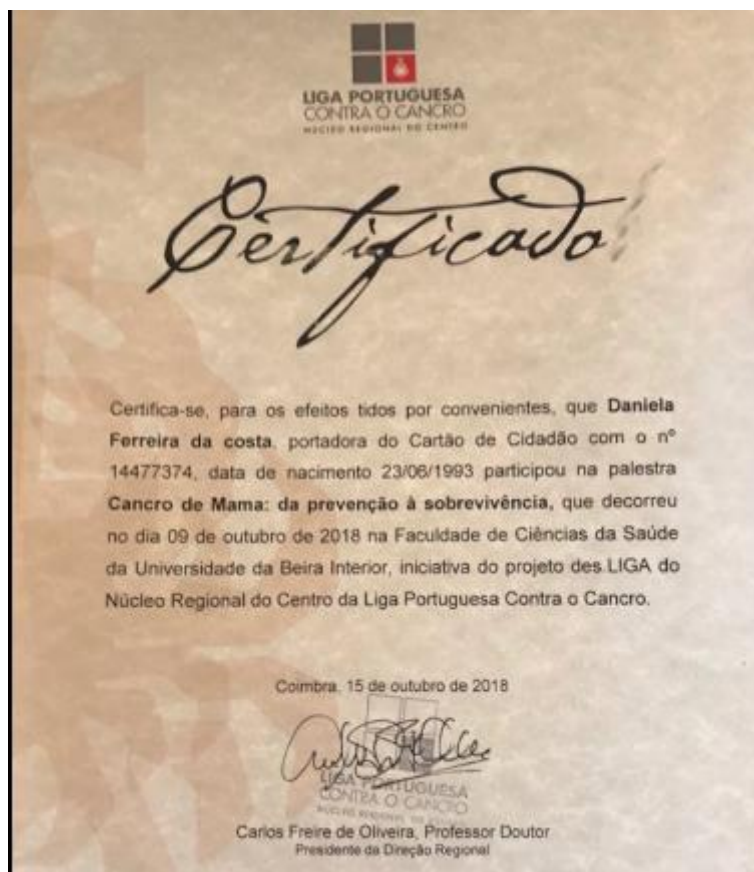 LIGA PORTUGUESA
CONTRA O CANCRO
NÚCLEO REGIONAL DO CENTRO
Certificado
Certifica-se, para os efeitos tidos por convenientes, que Daniela
Ferreira da costa, portadora do Cartão de Cidadão com o nº
14477374, data de nacimento 23/06/1993 participou na palestra
Cancro de Mama: da prevenção à sobrevivência, que decorreu
no dia 09 de outubro de 2018 na Faculdade de Ciências da Saúde
da Universidade da Beira Interior, iniciativa do projeto des LIGA do
Núcleo Regional do Centro da Liga Portuguesa Contra o Cancro.
Coimbra, 15 de outubro de 2018
LIGA PORTUGUESA
CONTRA O CANCRO
NÚCLEO REGIONAL DO CENTRO
Carlos Freire de Oliveira, Professor Doutor
Presidente da Direção Regional